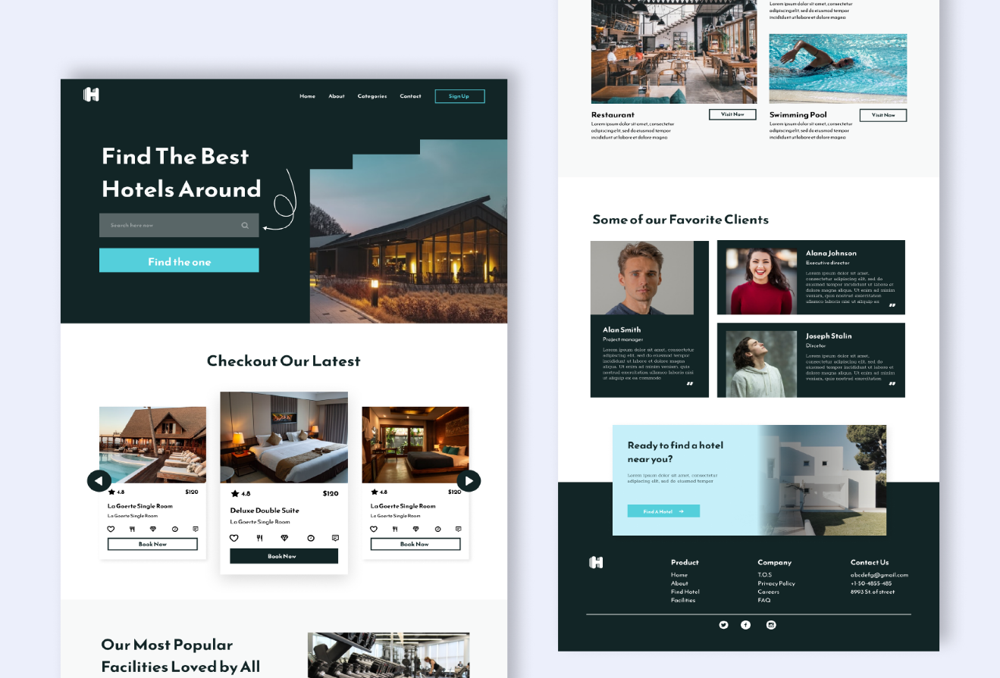 H
Home About Categories Contact Sign Up
Find The Best
Hotels Around
Search here now
Find the one
Checkout Our Latest
4.8 $120
La Goerte Single Room
La Goerte Single Room
Book Now
4.8 $120
Deluxe Double Suite
La Goerte Single Room
Book Now
4.8 $120
La Goerte Single Room
La Goerte Single Room
Book Now
Our Most Popular
Facilities Loved by All
Lorem ipsum dolor sit amet, consectetur
adipiscing elit, sed do eiusmod tempor
incididunt ut labore et dolore magna
Restaurant
Visit Now
Lorem ipsum dolor sit amet, consectetur
adipiscing elit, sed do eiusmod tempor
incididunt ut labore et dolore magna
Swimming Pool
Visit Now
Lorem ipsum dolor sit amet, consectetur
adipiscing elit, sed do eiusmod tempor
incididunt ut labore et dolore magna
Some of our Favorite Clients
Alan Smith
Project manager
Lorem ipsum dolor sit amet, consectetur
adipiscing elit, sed do eiusmod tempor
incididunt ut labore et dolore magna
aliqua. Ut enim ad minim veniam, quis
nostrud exercitation ullamco laboris nisi
ut aliquip ex ea commodo
Alana Johnson
Executive director
Lorem ipsum dolor sit amet,
consectetur adipiscing elit, sed do
eiusmod tempor incididunt ut labore et
dolore magna aliqua. Ut enim ad minim
veniam, quis nostrud exercitation
ullamco laboris nisi ut aliquip ex
Joseph Stalin
Dircetor
Lorem ipsum dolor sit amet,
consectetur adipiscing elit, sed do
eiusmod tempor incididunt ut labore et
dolore magna aliqua. Ut enim ad minim
veniam, quis nostrud exercitation
Ready to find a hotel
near you?
Lorem ipsum dolor sit amet, consectetur
adipiscing elit, sed do eiusmod tempor
Find A Hotel
H
Product
Home
About
Find Hotel
Facilities
Company
T.O.S
Privacy Policy
Careers
FAQ
Contact Us
abcdefg@gmail.com
+1-50-4855-485
8993 St. of street